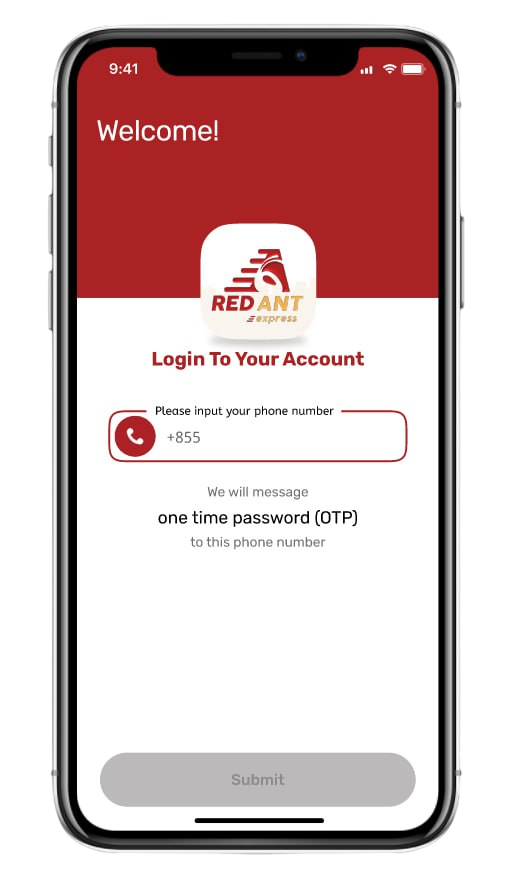 9:41
Welcome!
RED ANT
express
Login To Your Account
Please input your phone number
+855
We will message
one time password (OTP)
to this phone number
Submit